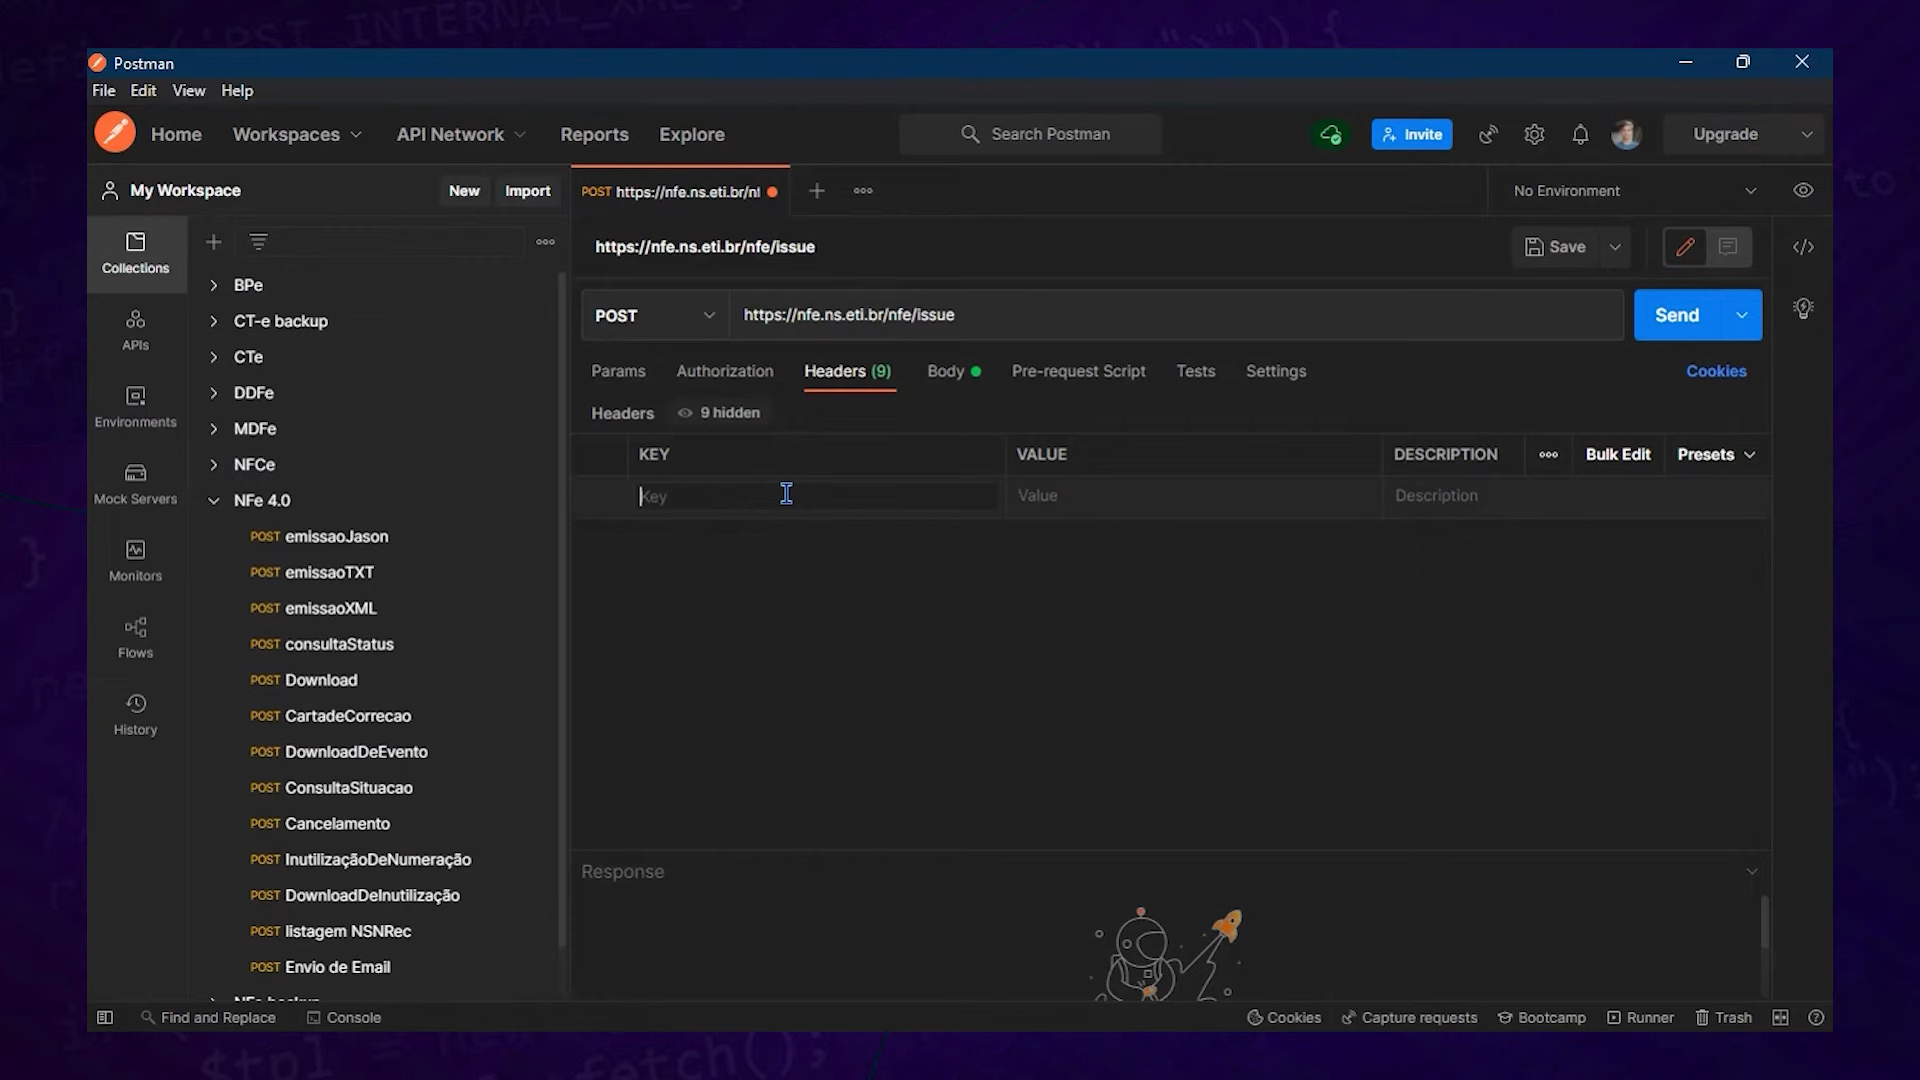 Postman
File Edit View Help
Home Workspaces API Network Reports Explore Search Postman Invite Upgrade
My Workspace New Import
POST https://nfe.ns.eti.br/nf
No Environment
Collections
APIs
Environments
Mock Servers
Monitors
Flows
History
BPe
CT-e backup
CTe
DDFe
MDFe
NFCe
NFe 4.0
POST emissaoJason
POST emissaoTXT
POST emissaoXML
POST consultaStatus
POST Download
POST CartadeCorrecao
POST DownloadDeEvento
POST ConsultaSituacao
POST Cancelamento
POST InutilizaçãoDeNumeração
POST DownloadDeInutilização
POST listagem NSNRec
POST Envio de Email
https://nfe.ns.eti.br/nfe/issue
Save
POST https://nfe.ns.eti.br/nfe/issue Send
Params Authorization Headers (9) Body Pre-request Script Tests Settings Cookies
Headers 9 hidden
KEY VALUE DESCRIPTION Bulk Edit Presets
Key Value Description
Response
Find and Replace Console Cookies Capture requests Bootcamp Runner Trash